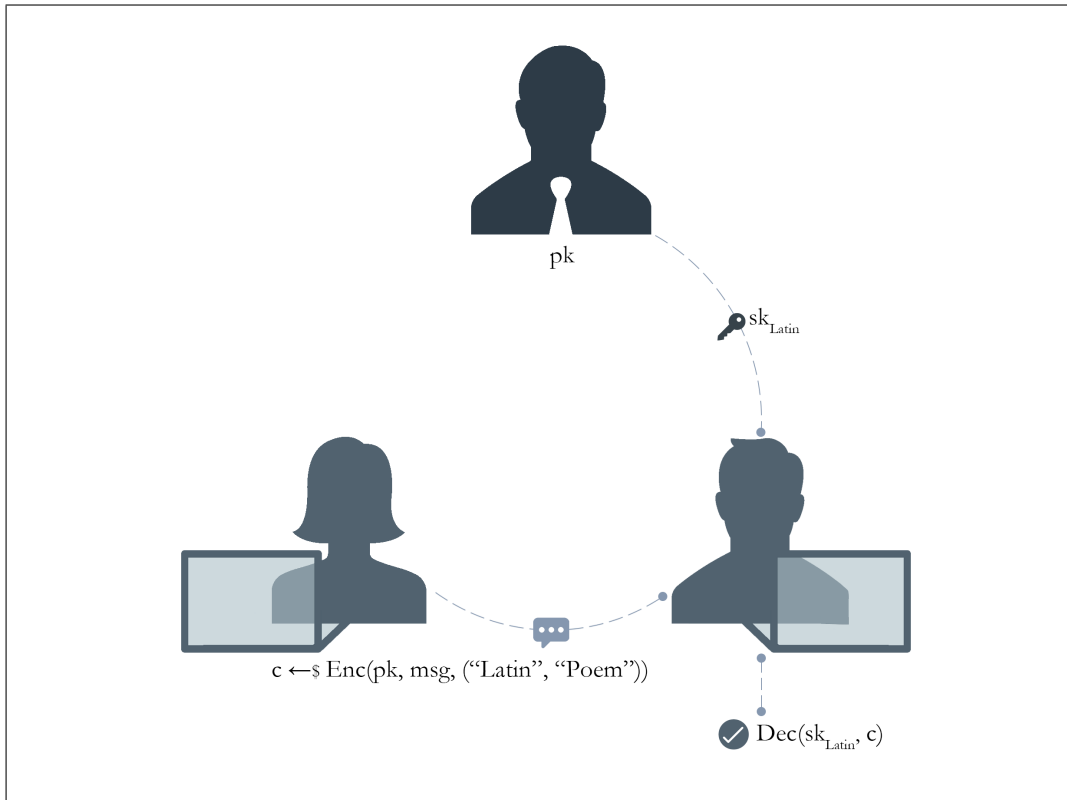 pk
sk_Latin
c ←$ Enc(pk, msg, (“Latin”, “Poem”))
Dec(sk_Latin, c)